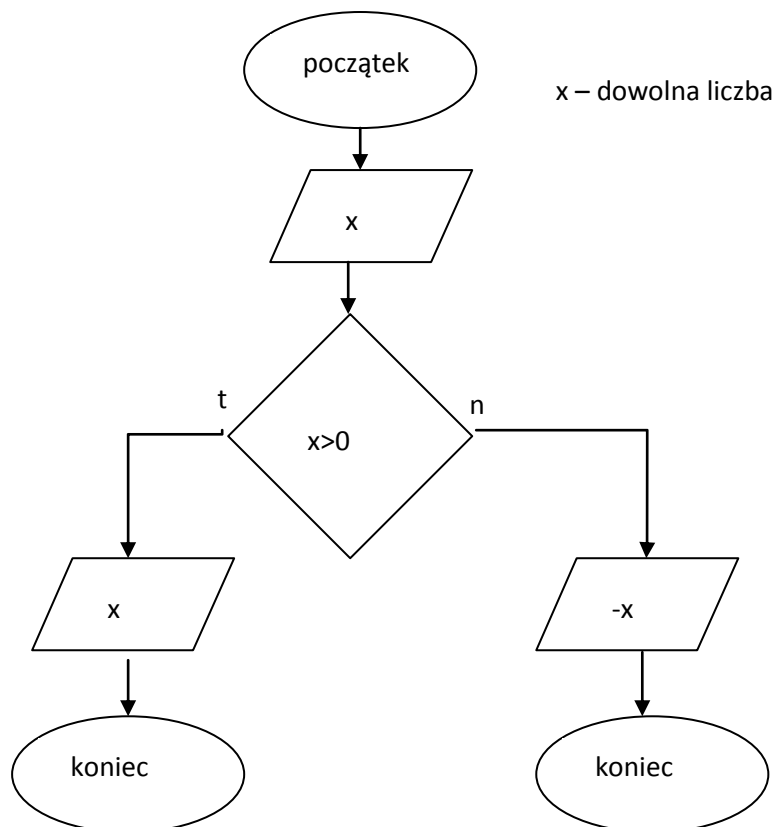 początek
x – dowolna liczba
x
t
n
x>0
x
-x
koniec
koniec